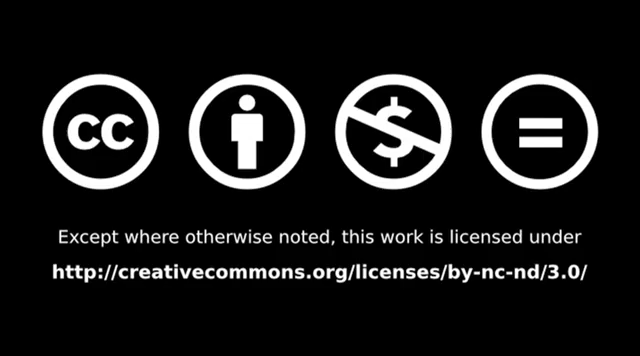 cc $ =
Except where otherwise noted, this work is licensed under
http://creativecommons.org/licenses/by-nc-nd/3.0/